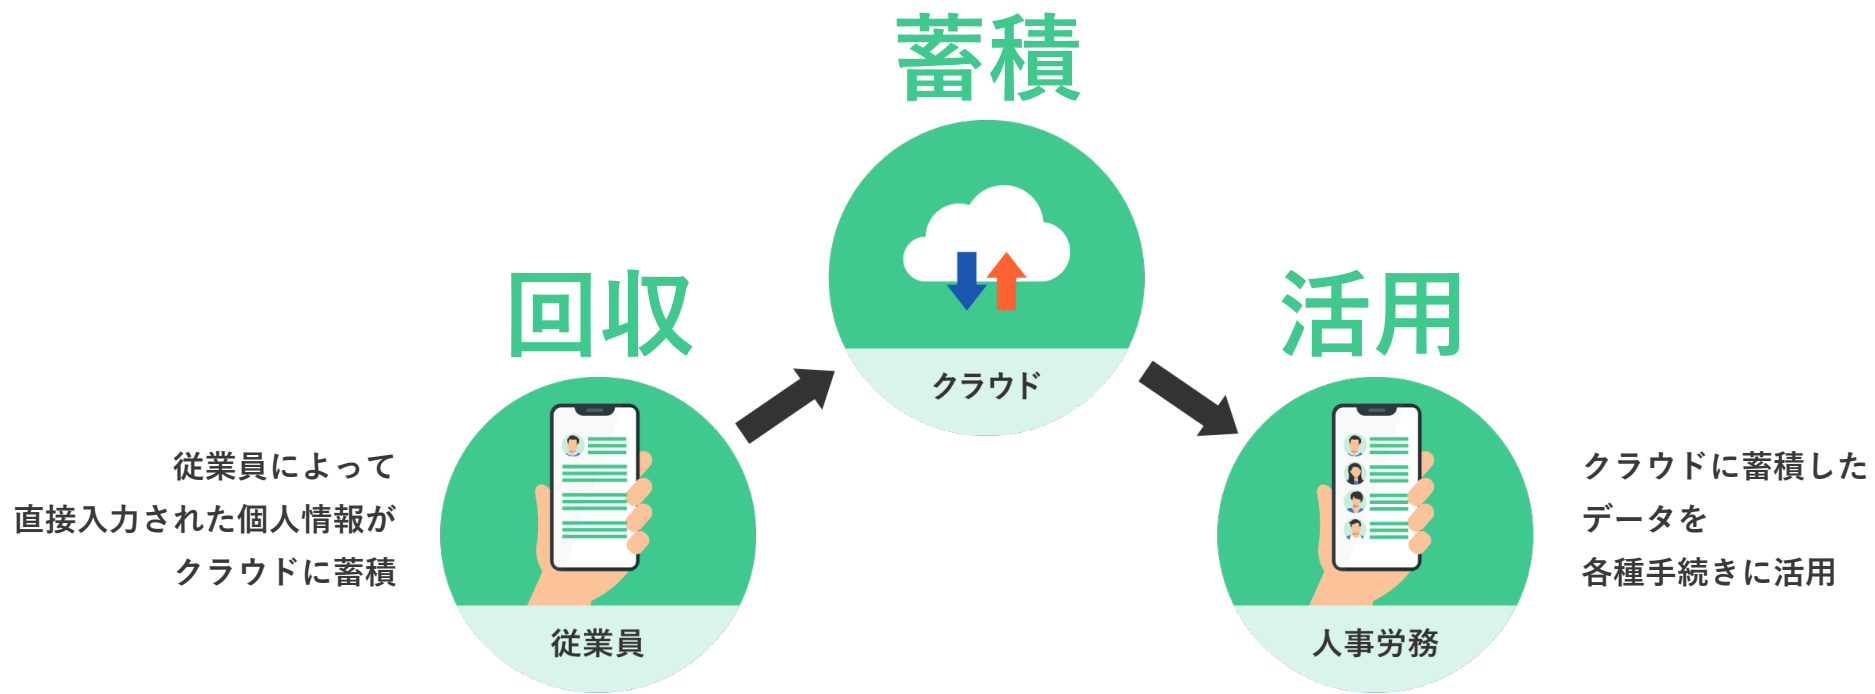 蓄積
クラウド
回収
従業員によって
直接入力された個人情報が
クラウドに蓄積
従業員
活用
クラウドに蓄積した
データを
各種手続きに活用
人事労務